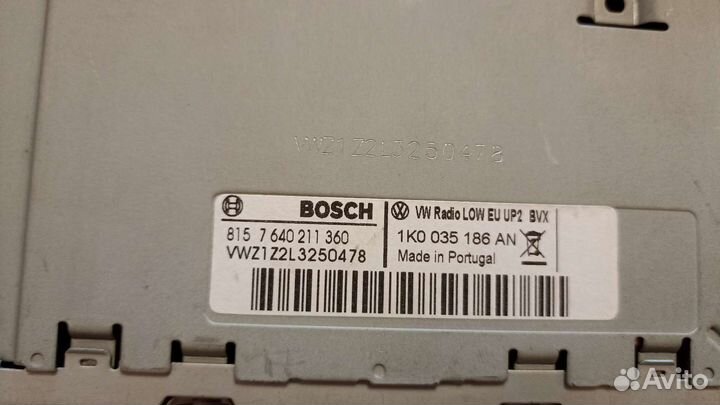 VWZ1Z2L3250478
BOSCH
815 7 640 211 360
VWZ1Z2L3250478
VW Radio LOW EU UP2 BVX
1K0 035 186 AN
Made in Portugal
Avito